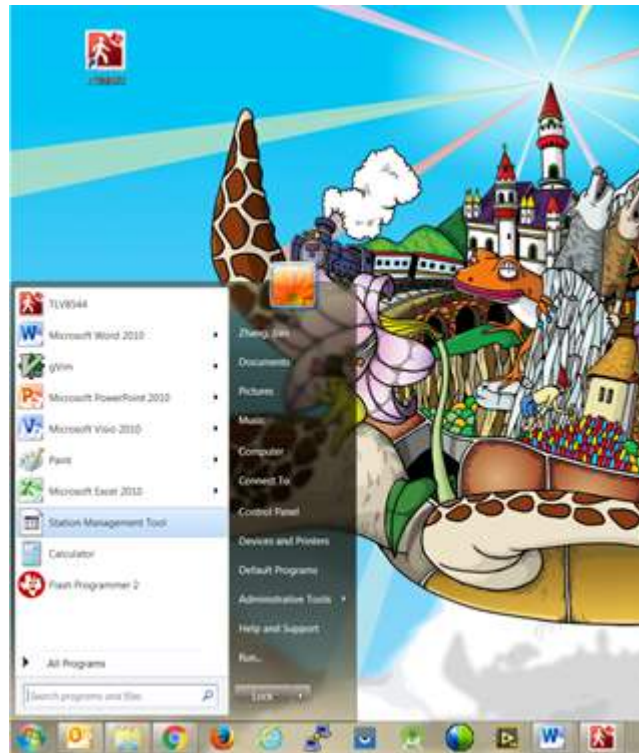 TLV8544
Microsoft Word 2010
gVim
Microsoft PowerPoint 2010
Microsoft Visio 2010
Paint
Microsoft Excel 2010
Station Management Tool
Calculator
Flash Programmer 2
All Programs
Search programs and files
Documents
Pictures
Music
Computer
Connect To
Control Panel
Devices and Printers
Default Programs
Administrative Tools
Help and Support
Run...
Lock